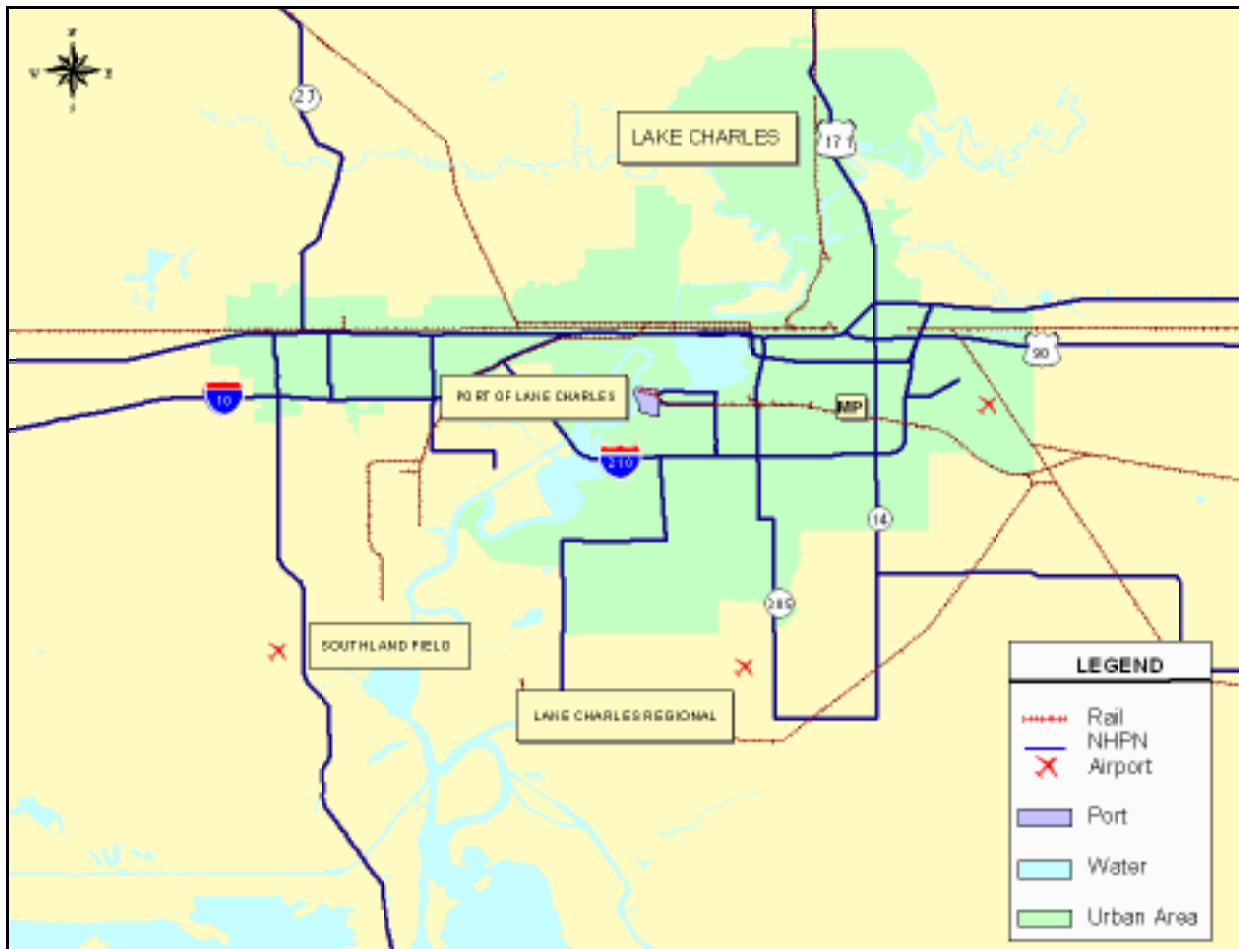 N
E
S
27
LAKE CHARLES
171
90
10
PORT OF LAKE CHARLES
MP
210
14
385
SOUTHLAND FIELD
LAKE CHARLES REGIONAL
LEGEND
Rail
NHPN
Airport
Port
Water
Urban Area